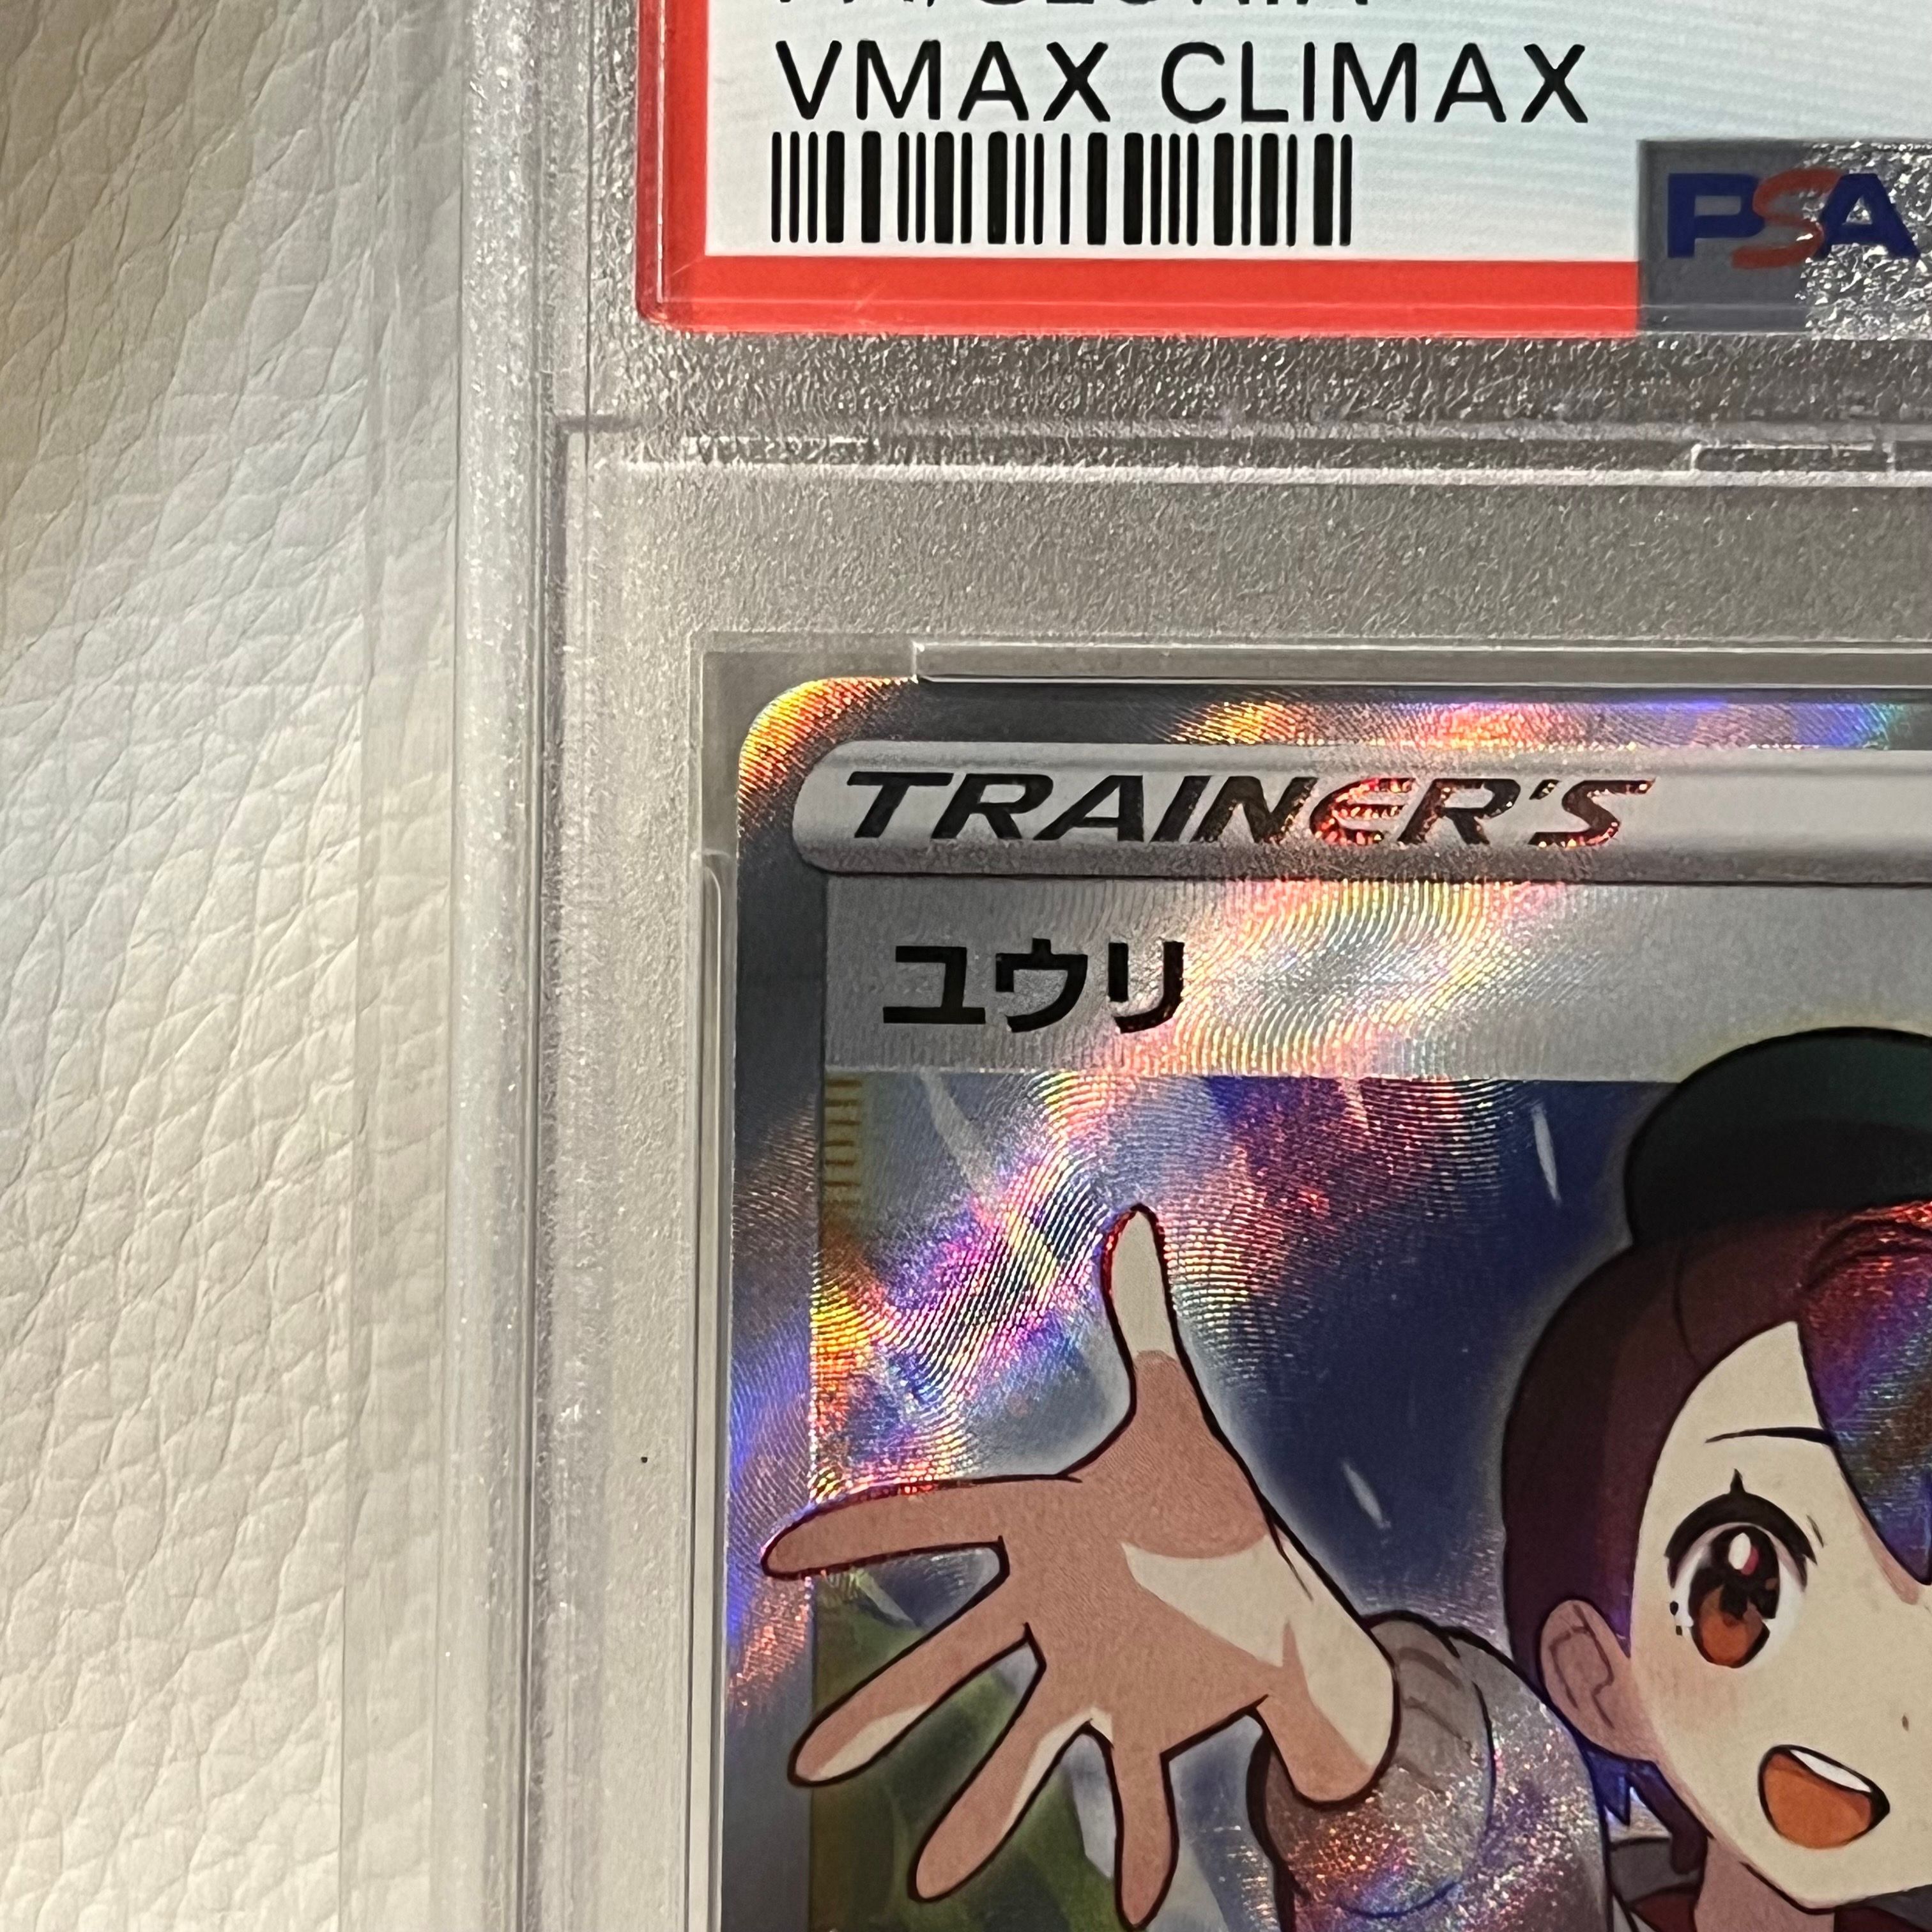 VMAX CLIMAX
PSA
TRAINER'S
ユウリ